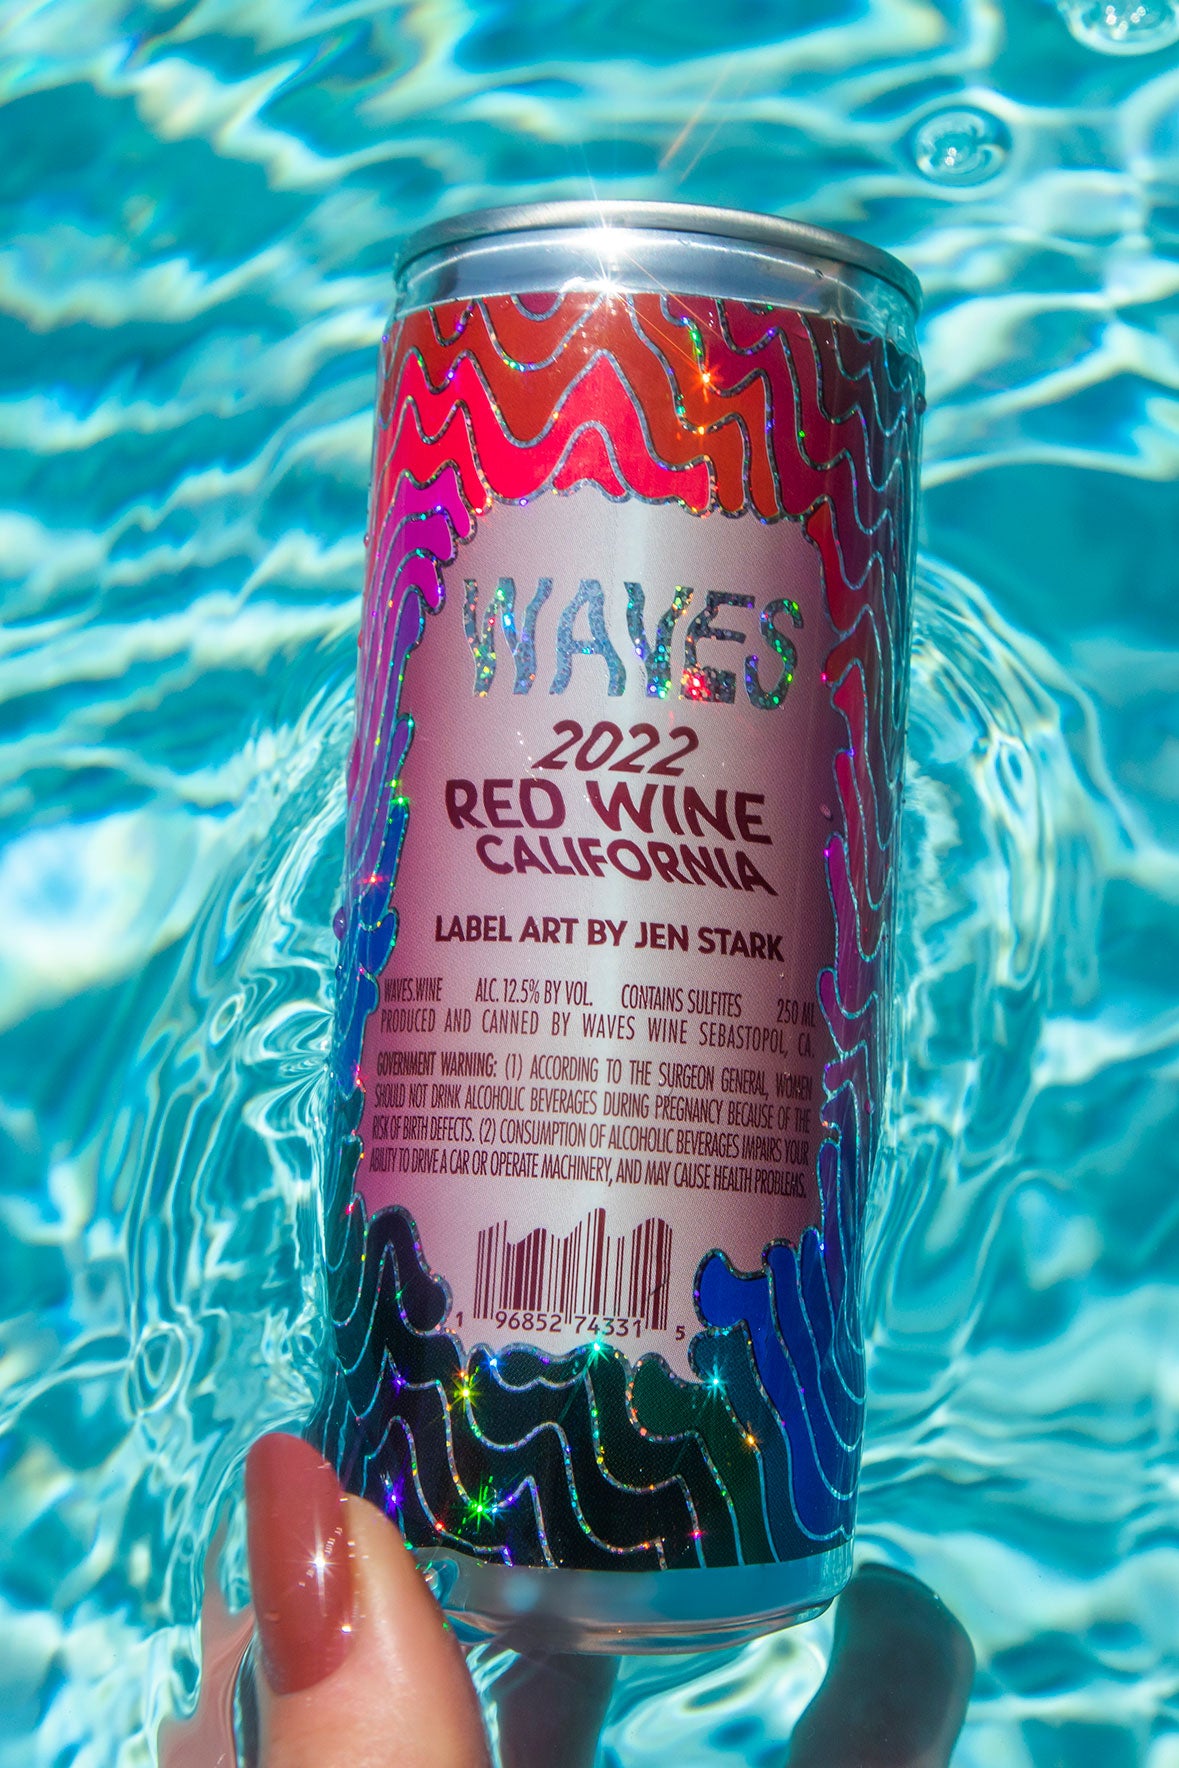 WAVES
2022
RED WINE
CALIFORNIA
LABEL ART BY JEN STARK
WAVES.WINE ALC. 12.5% BY VOL. CONTAINS SULFITES 250 ML
PRODUCED AND CANNED BY WAVES WINE SEBASTOPOL, CA.
GOVERNMENT WARNING: (1) ACCORDING TO THE SURGEON GENERAL, WOMEN
SHOULD NOT DRINK ALCOHOLIC BEVERAGES DURING PREGNANCY BECAUSE OF THE
RISK OF BIRTH DEFECTS. (2) CONSUMPTION OF ALCOHOLIC BEVERAGES IMPAIRS YOUR
ABILITY TO DRIVE A CAR OR OPERATE MACHINERY, AND MAY CAUSE HEALTH PROBLEMS.
1 96852 74331 5